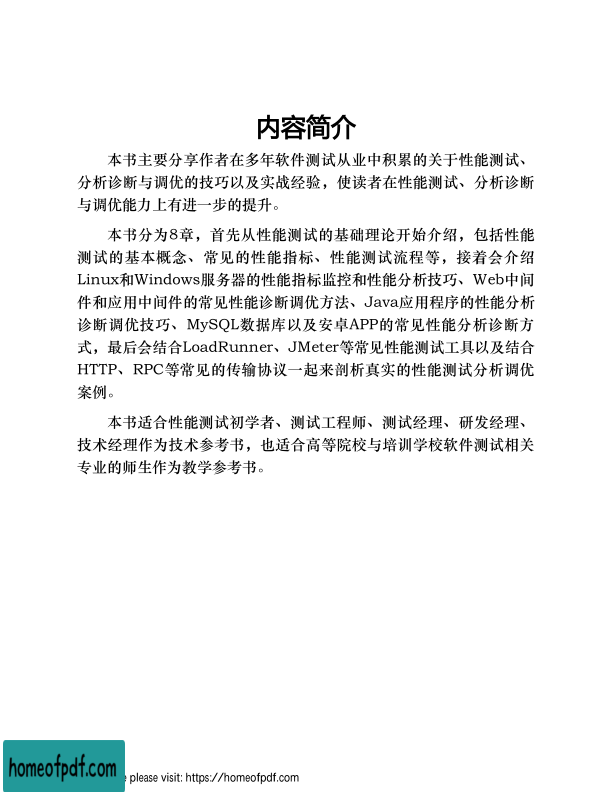 内容简介
本书主要分享作者在多年软件测试从业中积累的关于性能测试、
分析诊断与调优的技巧以及实战经验，使读者在性能测试、分析诊断
与调优能力上有进一步的提升。
本书分为8章，首先从性能测试的基础理论开始介绍，包括性能
测试的基本概念、常见的性能指标、性能测试流程等，接着会介绍
Linux和Windows服务器的性能指标监控和性能分析技巧、Web中间
件和应用中间件的常见性能诊断调优方法、Java应用程序的性能分析
诊断调优技巧、MySQL数据库以及安卓APP的常见性能分析诊断方
式，最后会结合LoadRunner、JMeter等常见性能测试工具以及结合
HTTP、RPC等常见的传输协议一起来剖析真实的性能测试分析调优
案例。
本书适合性能测试初学者、测试工程师、测试经理、研发经理、
技术经理作为技术参考书，也适合高等院校与培训学校软件测试相关
专业的师生作为教学参考书。
homeofpdf.com
please visit: https://homeofpdf.com